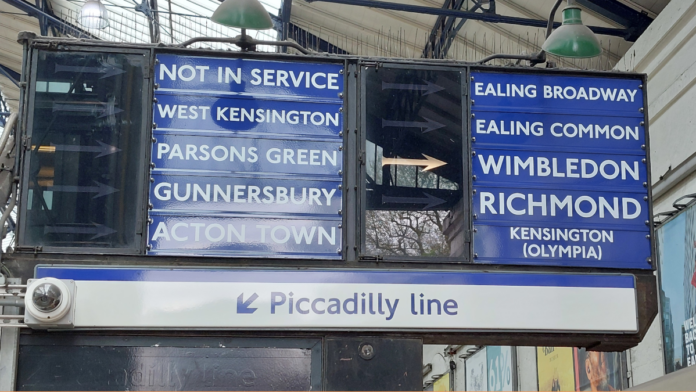 NOT IN SERVICE
WEST KENSINGTON
PARSONS GREEN
GUNNERSBURY
ACTON TOWN
EALING BROADWAY
EALING COMMON
WIMBLEDON
RICHMOND
KENSINGTON
(OLYMPIA)
Piccadilly line